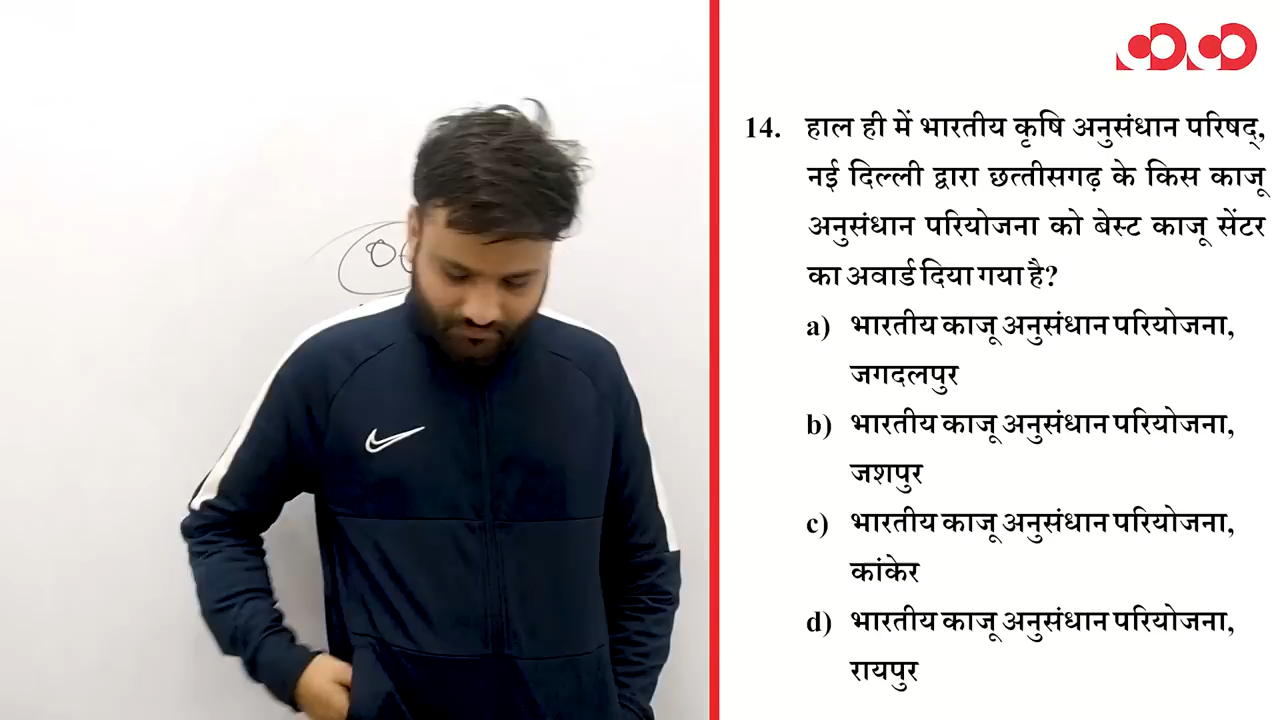 14. हाल ही में भारतीय कृषि अनुसंधान परिषद्,
नई दिल्ली द्वारा छत्तीसगढ़ के किस काजू
अनुसंधान परियोजना को बेस्ट काजू सेंटर
का अवार्ड दिया गया है?
a) भारतीय काजू अनुसंधान परियोजना,
जगदलपुर
b) भारतीय काजू अनुसंधान परियोजना,
जशपुर
c) भारतीय काजू अनुसंधान परियोजना,
कांकेर
d) भारतीय काजू अनुसंधान परियोजना,
रायपुर